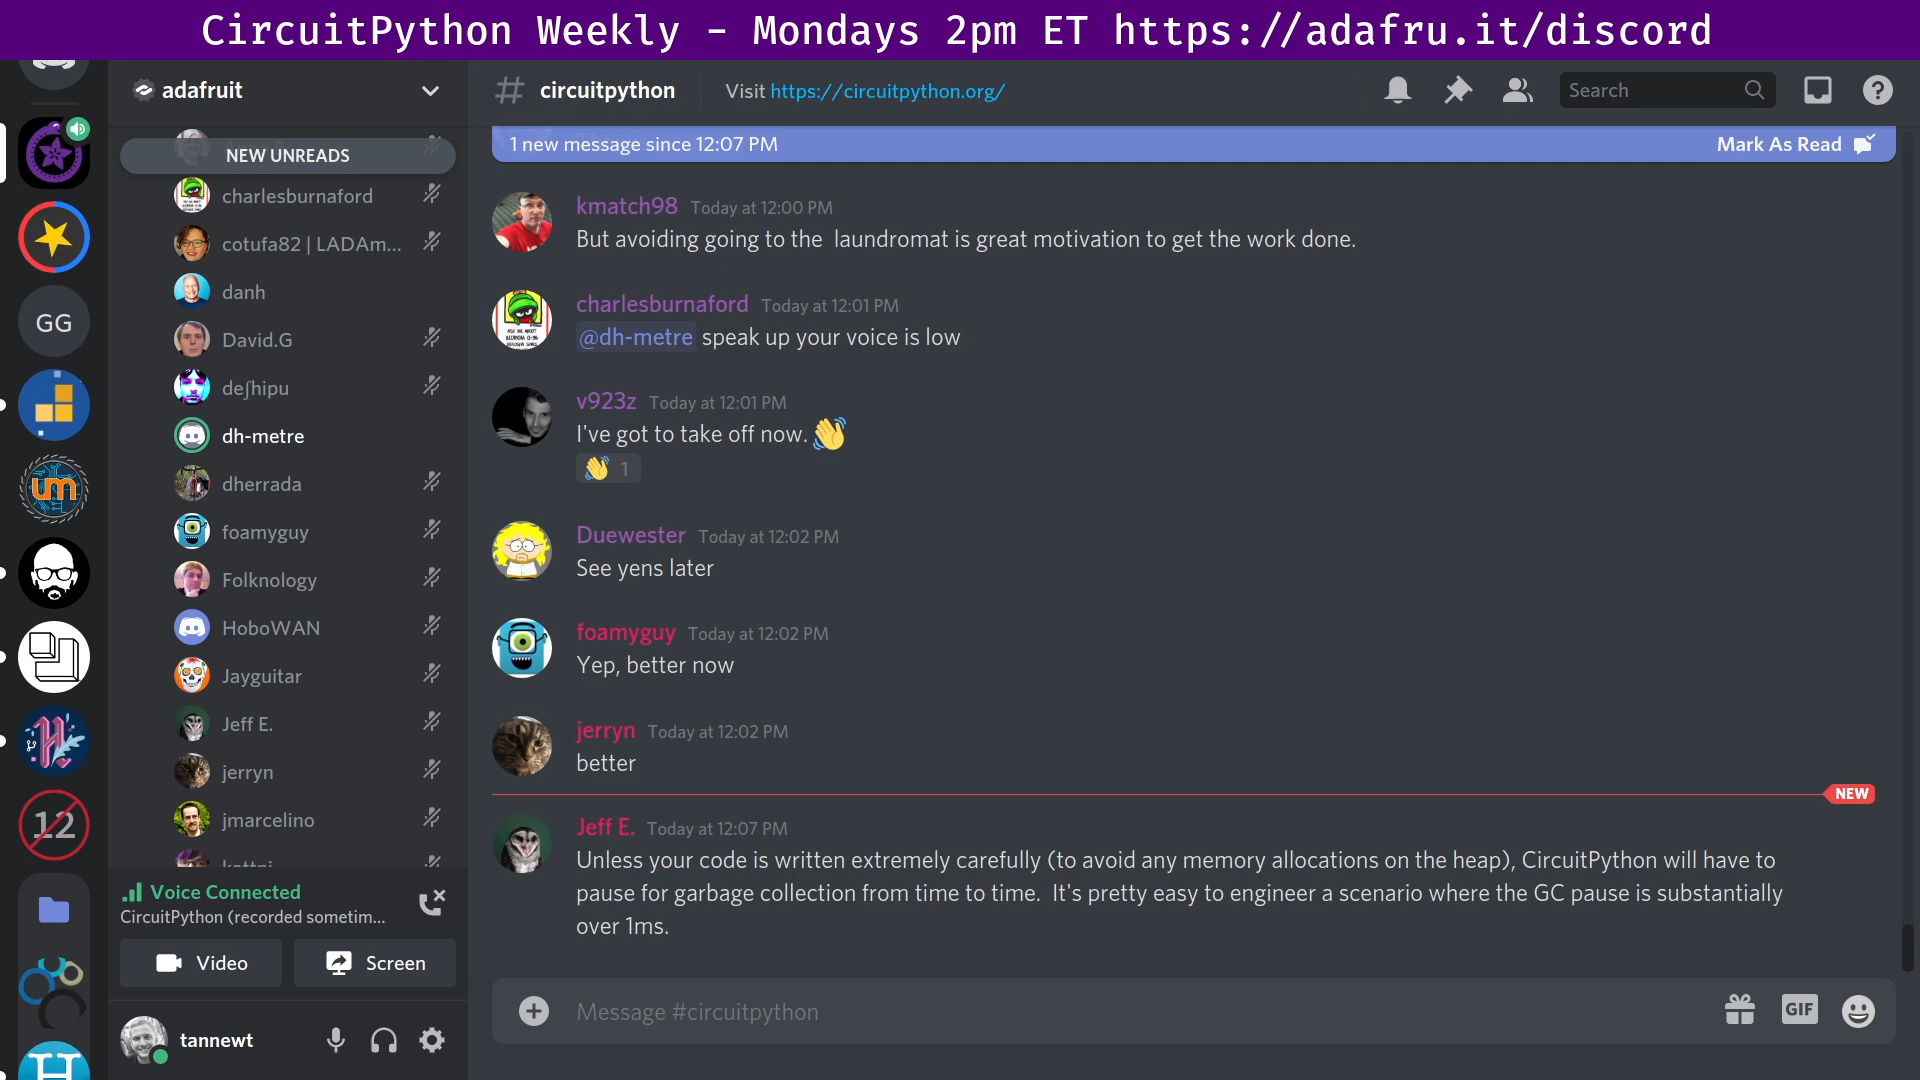 CircuitPython Weekly - Mondays 2pm ET https://adafru.it/discord
adafruit
circuitpython
Visit https://circuitpython.org/
Search
NEW UNREADS
charlesburnaford
cotufa82 | LADAm...
danh
David.G
deʃhipu
dh-metre
dherrada
foamyguy
Folknology
HoboWAN
Jayguitar
Jeff E.
jerryn
jmarcelino
GG
um
12
H
Voice Connected
CircuitPython (recorded sometim...
Video
Screen
tannewt
1 new message since 12:07 PM
Mark As Read
kmatch98 Today at 12:00 PM
But avoiding going to the laundromat is great motivation to get the work done.
charlesburnaford Today at 12:01 PM
@dh-metre speak up your voice is low
v923z Today at 12:01 PM
I've got to take off now. 👋
👋 1
Duewester Today at 12:02 PM
See yens later
foamyguy Today at 12:02 PM
Yep, better now
jerryn Today at 12:02 PM
better
NEW
Jeff E. Today at 12:07 PM
Unless your code is written extremely carefully (to avoid any memory allocations on the heap), CircuitPython will have to
pause for garbage collection from time to time. It's pretty easy to engineer a scenario where the GC pause is substantially
over 1ms.
Message #circuitpython
GIF